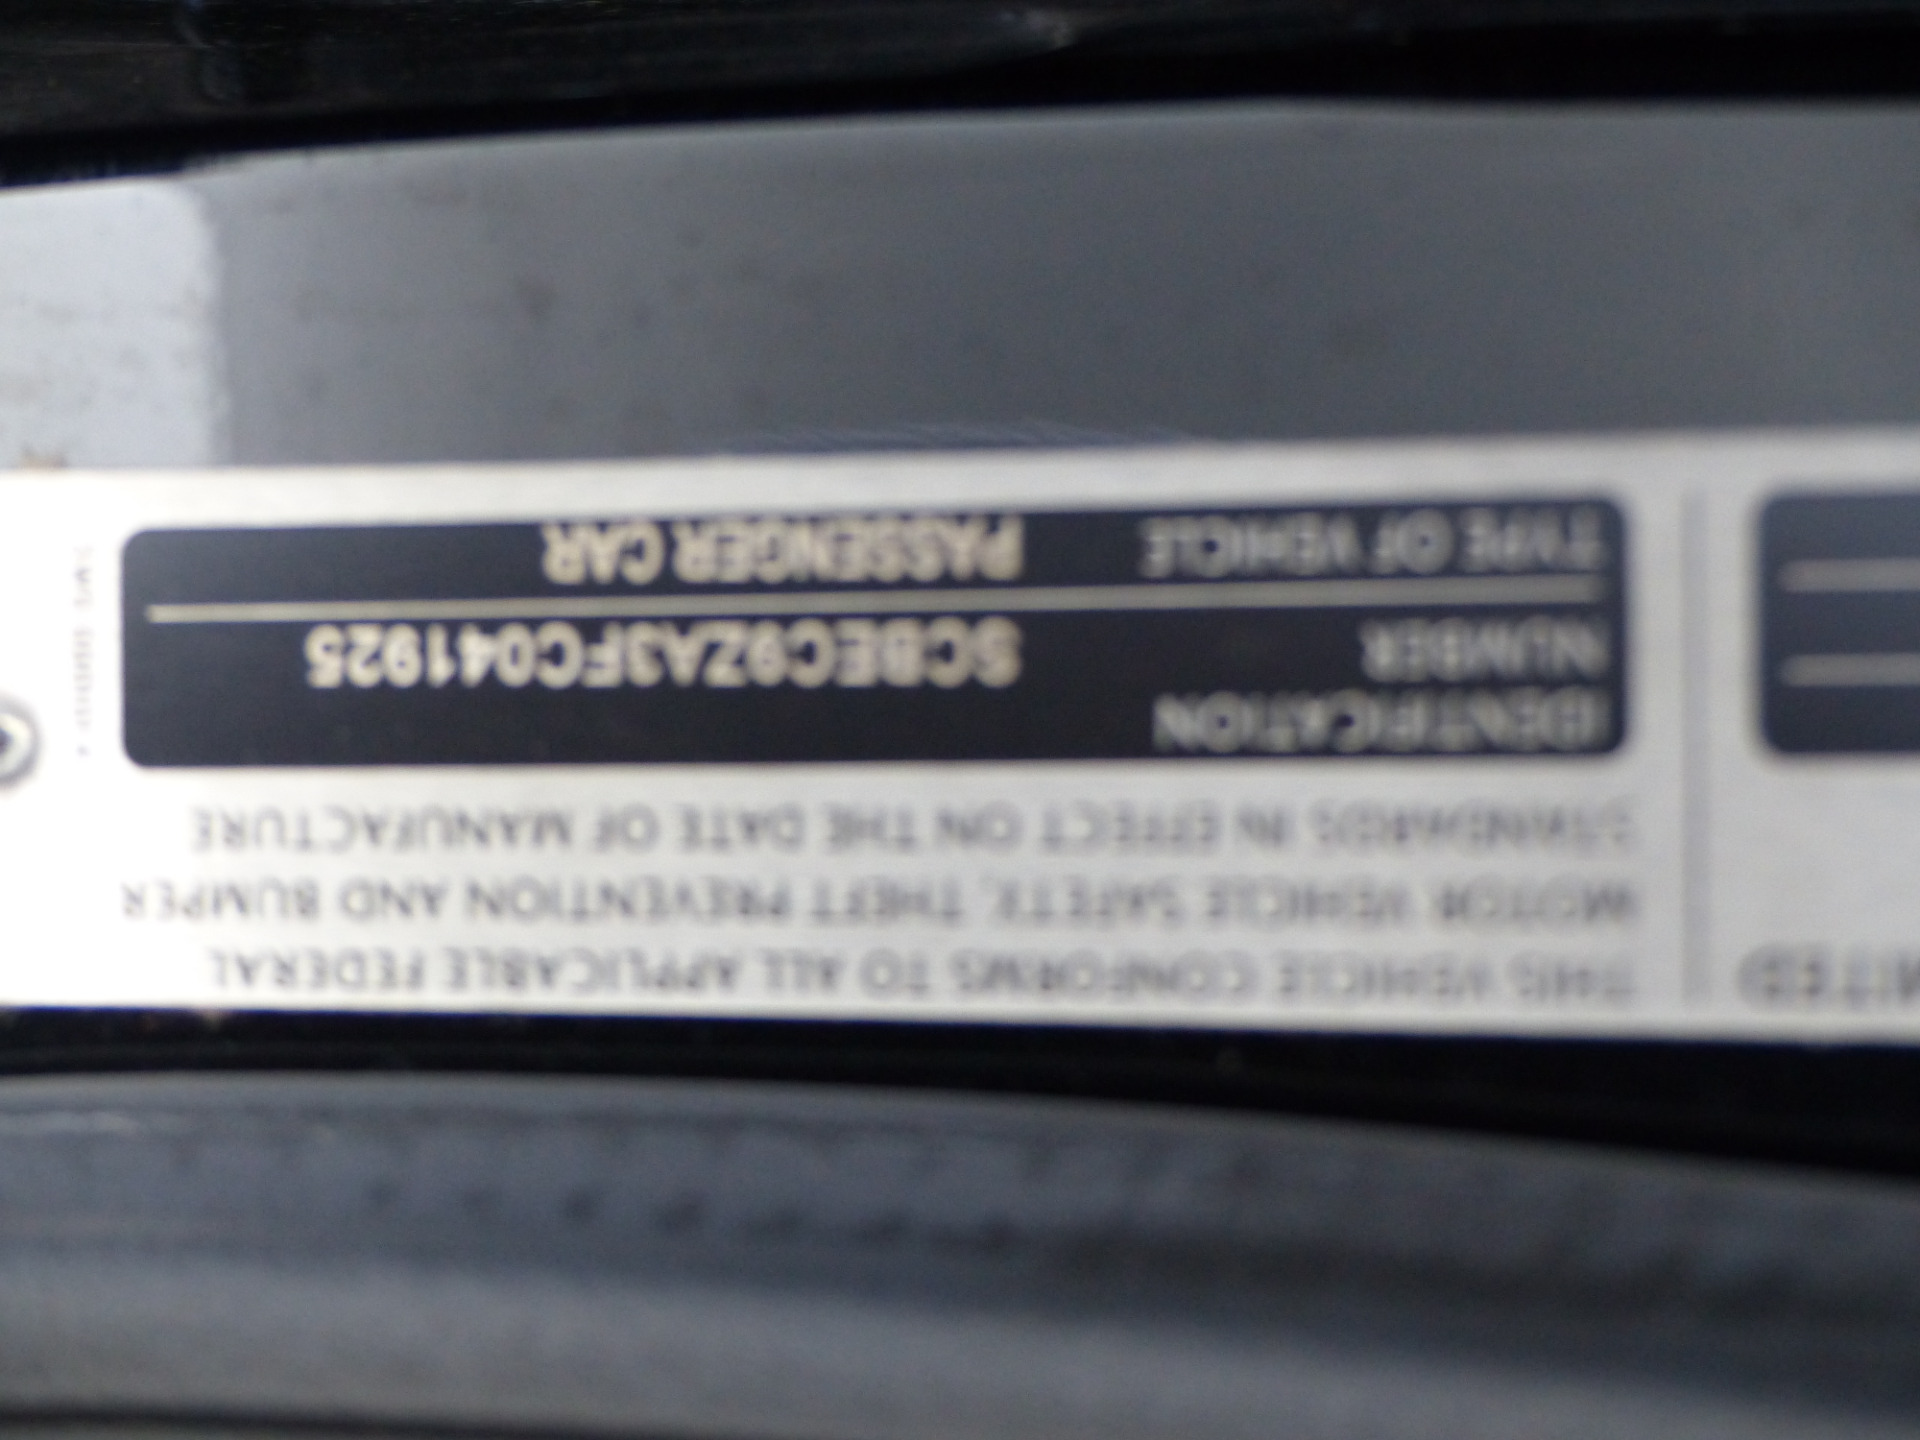 MITED
THIS VEHICLE CONFORMS TO ALL APPLICABLE FEDERAL
MOTOR VEHICLE SAFETY, THEFT PREVENTION AND BUMPER
STANDARDS IN EFFECT ON THE DATE OF MANUFACTURE
IDENTIFICATION
NUMBER SCBEC9ZA3FC041925
TYPE OF VEHICLE PASSENGER CAR